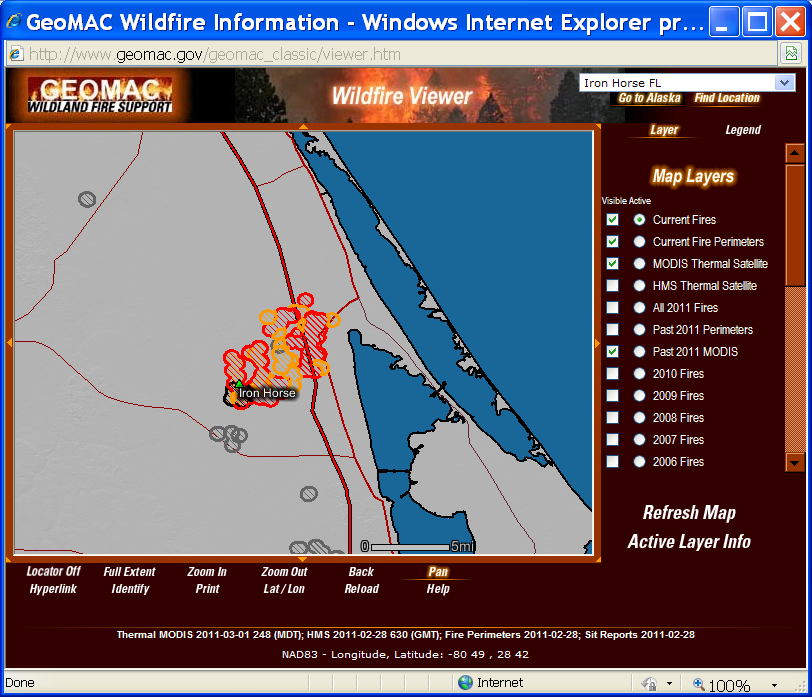 GeoMAC Wildfire Information - Windows Internet Explorer pr...
http://www.geomac.gov/geomac_classic/viewer.htm
GEOMAC
WILDLAND FIRE SUPPORT
Wildfire Viewer
Iron Horse FL
Go to Alaska Find Location
Layer Legend
Map Layers
Visible Active
Current Fires
Current Fire Perimeters
MODIS Thermal Satellite
HMS Thermal Satellite
All 2011 Fires
Past 2011 Perimeters
Past 2011 MODIS
2010 Fires
2009 Fires
2008 Fires
2007 Fires
2006 Fires
Iron Horse
0 5mi
Refresh Map
Active Layer Info
Locator Off Full Extent Zoom In Zoom Out Back Pan
Hyperlink Identify Print Lat / Lon Reload Help
Thermal MODIS 2011-03-01 248 (MDT); HMS 2011-02-28 630 (GMT); Fire Perimeters 2011-02-28; Sit Reports 2011-02-28
NAD83 - Longitude, Latitude: -80 49 , 28 42
Done Internet 100%